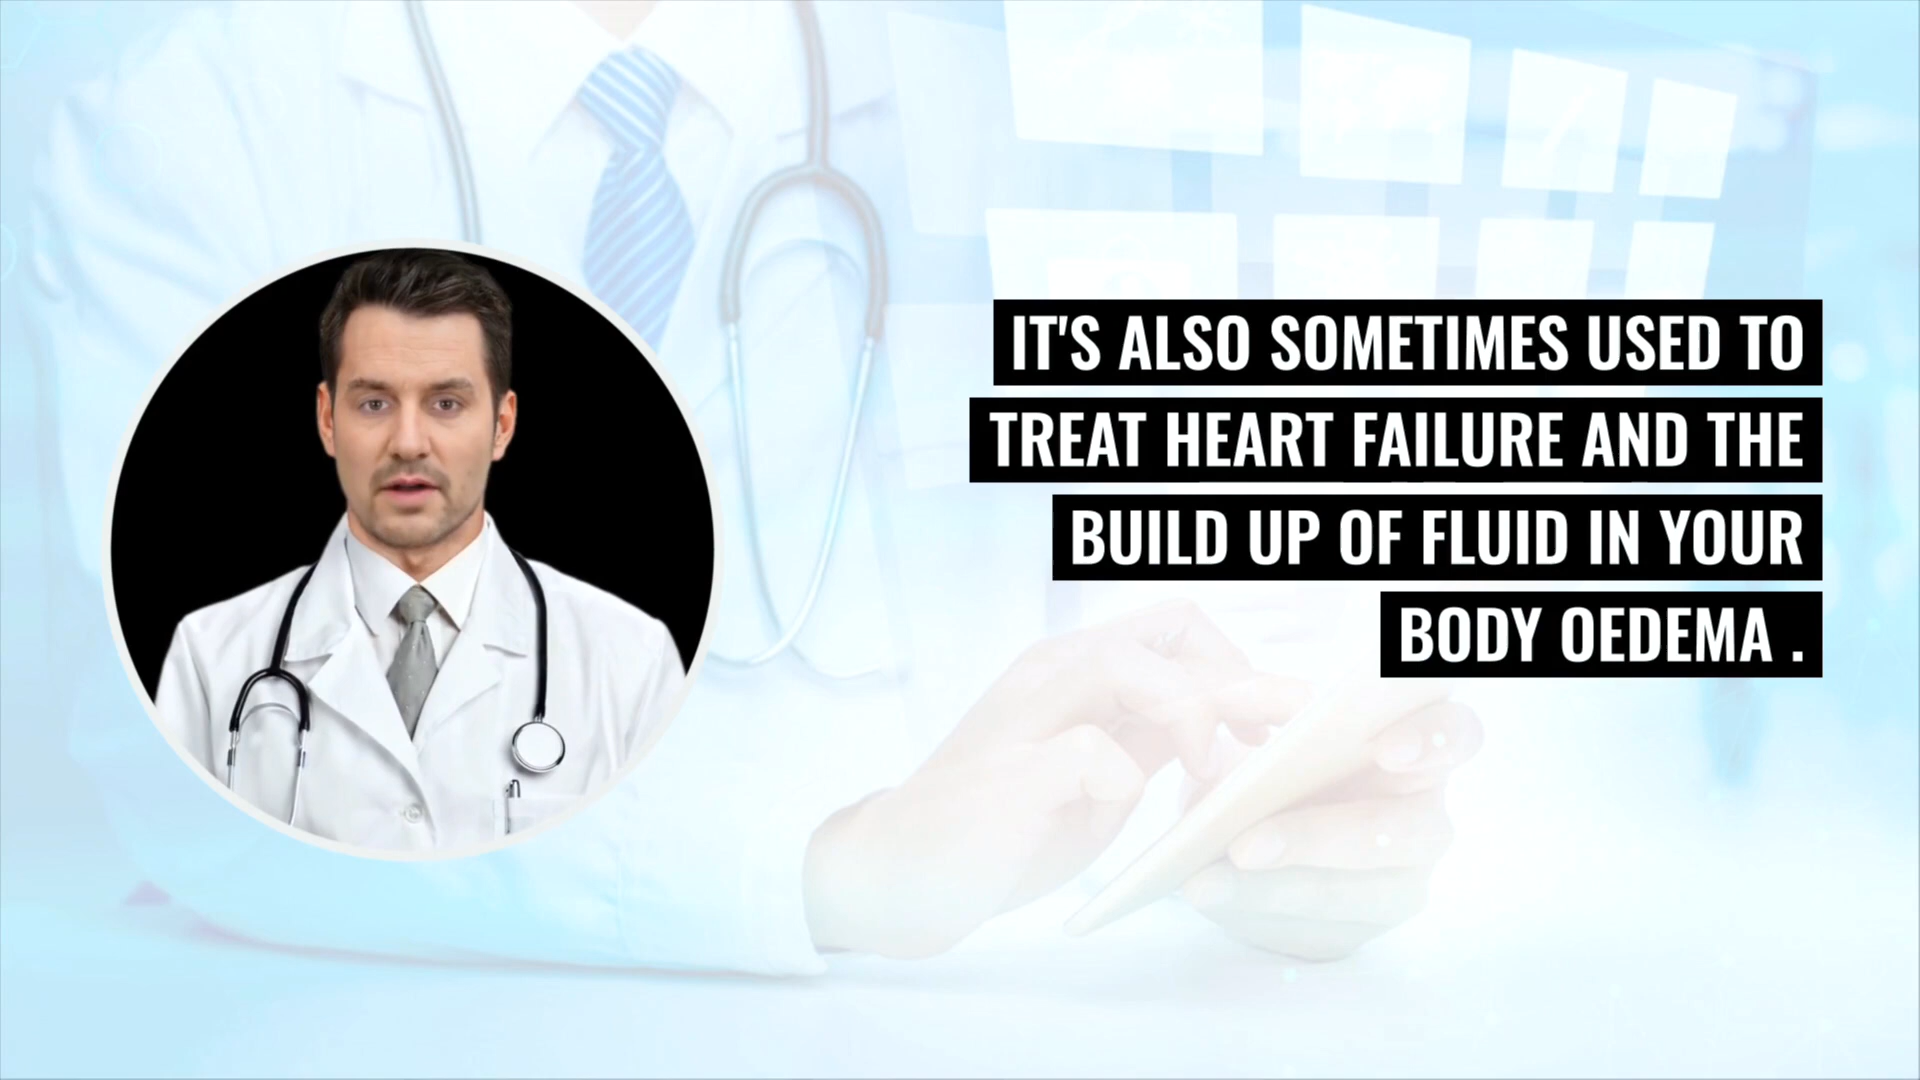 IT'S ALSO SOMETIMES USED TO
TREAT HEART FAILURE AND THE
BUILD UP OF FLUID IN YOUR
BODY OEDEMA .